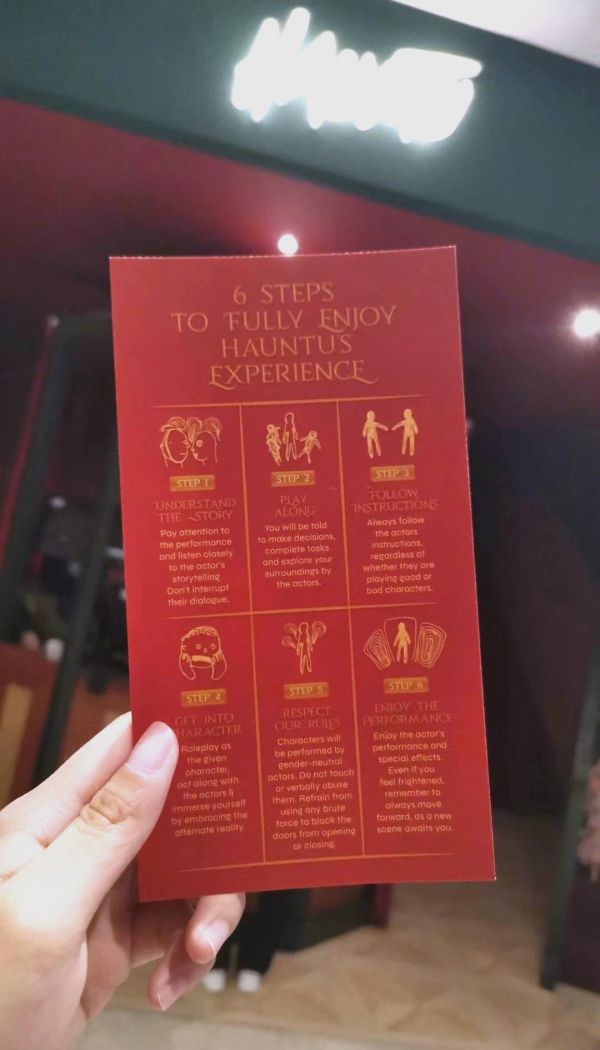 6 STEPS
TO FULLY ENJOY
HAUNTU'S
EXPERIENCE
STEP 1
UNDERSTAND
THE STORY
Pay attention to
the performance
and listen closely
to the actor's
storytelling.
Don't interrupt
their dialogue.
STEP 2
PLAY
ALONG
You will be told
to make decisions,
complete tasks
and explore your
surroundings by
the actors.
STEP 3
FOLLOW
INSTRUCTIONS
Always follow
the actors
instructions,
regardless of
whether they are
playing good or
bad characters.
STEP 4
GET INTO
CHARACTER
Roleplay as
the given
character,
act along with
the actors &
immerse yourself
by embracing the
alternate reality.
STEP 5
RESPECT
OUR RULES
Characters will
be performed by
gender-neutral
actors. Do not touch
or verbally abuse
them. Refrain from
using any brute
force to block the
doors from opening
or closing.
STEP 6
ENJOY THE
PERFORMANCE
Enjoy the actor's
performance and
special effects.
Even if you
feel frightened,
remember to
always move
forward, as a new
scene awaits you.